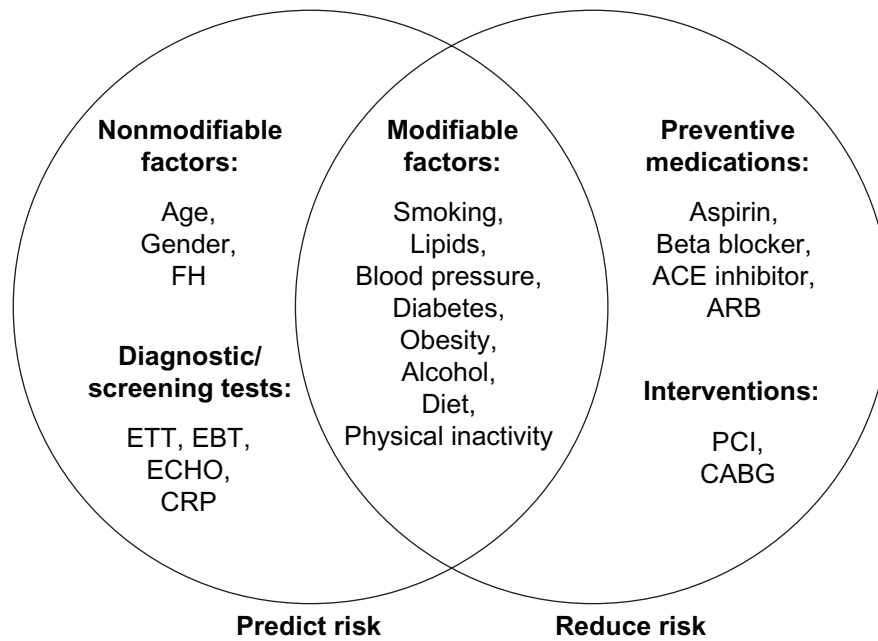 Nonmodifiable
factors:
Age,
Gender,
FH
Diagnostic/
screening tests:
ETT, EBT,
ECHO,
CRP
Modifiable
factors:
Smoking,
Lipids,
Blood pressure,
Diabetes,
Obesity,
Alcohol,
Diet,
Physical inactivity
Preventive
medications:
Aspirin,
Beta blocker,
ACE inhibitor,
ARB
Interventions:
PCI,
CABG
Predict risk
Reduce risk